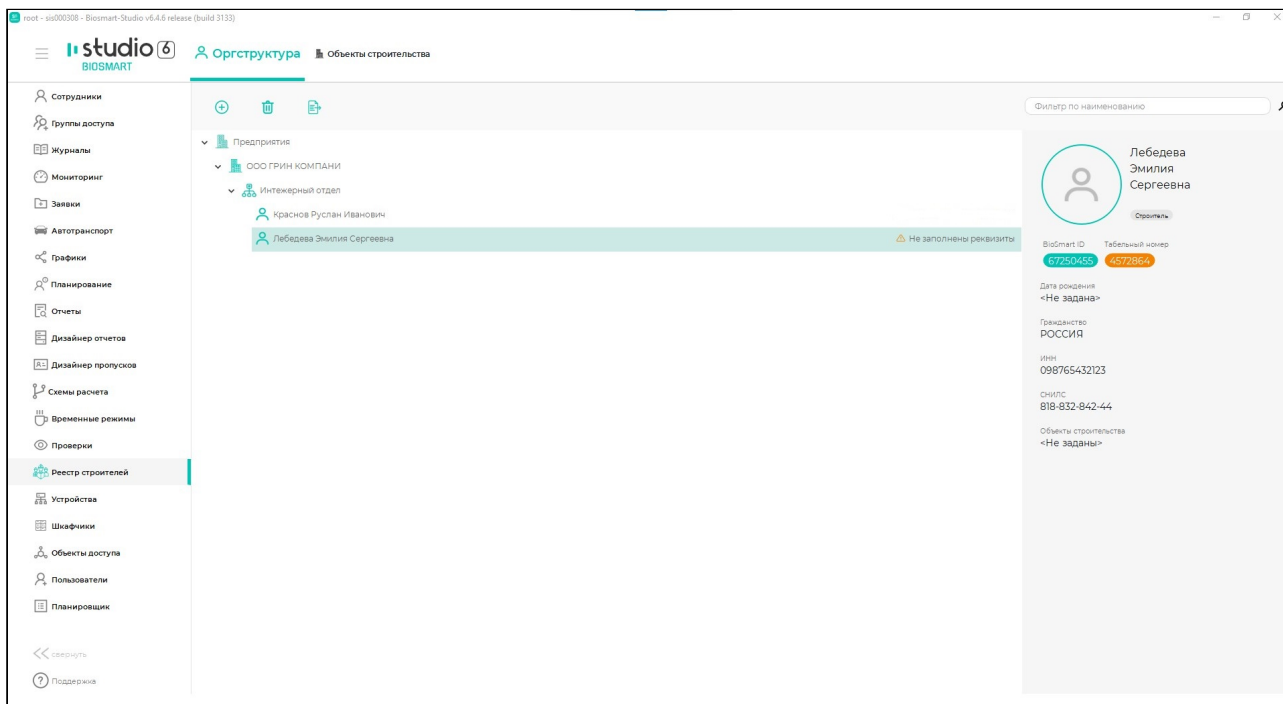 root - sis000308 - Biosmart-Studio v6.4.6 release (build 3133)
studio 6
BIOSMART
Оргструктура
Объекты строительства
Сотрудники
Группы доступа
Журналы
Мониторинг
Заявки
Автотранспорт
Графики
Планирование
Отчеты
Дизайнер отчетов
Дизайнер пропусков
Схемы расчета
Временные режимы
Проверки
Реестр строителей
Устройства
Шкафчики
Объекты доступа
Пользователи
Планировщик
свернуть
Поддержка
Предприятия
ООО ГРИН КОМПАНИ
Интежерный отдел
Краснов Руслан Иванович
Лебедева Эмилия Сергеевна
Не заполнены реквизиты
Фильтр по наименованию
Лебедева
Эмилия
Сергеевна
Строитель
BioSmart ID Табельный номер
67250455 4572864
Дата рождения
<Не задана>
Гражданство
РОССИЯ
ИНН
098765432123
СНИЛС
818-832-842-44
Объекты строительства
<Не заданы>